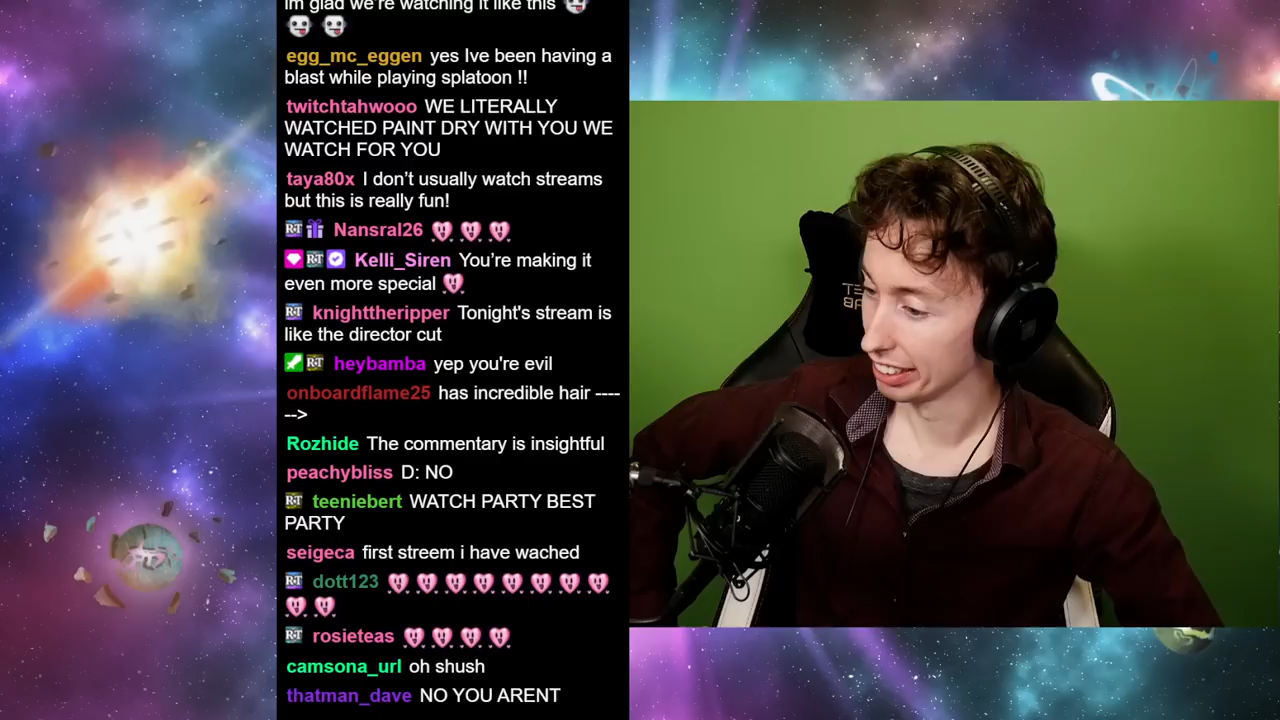 im glad we're watching it like this
egg_mc_eggen yes Ive been having a
blast while playing splatoon !!
twitchtahwooo WE LITERALLY
WATCHED PAINT DRY WITH YOU WE
WATCH FOR YOU
taya80x I don’t usually watch streams
but this is really fun!
Nansral26
Kelli_Siren You’re making it
even more special
knighttheripper Tonight's stream is
like the director cut
heybamba yep you're evil
onboardflame25 has incredible hair -----
-->
Rozhide The commentary is insightful
peachybliss D: NO
teeniebert WATCH PARTY BEST
PARTY
seigeca first streem i have wached
dott123
rosieteas
camsona_url oh shush
thatman_dave NO YOU ARENT